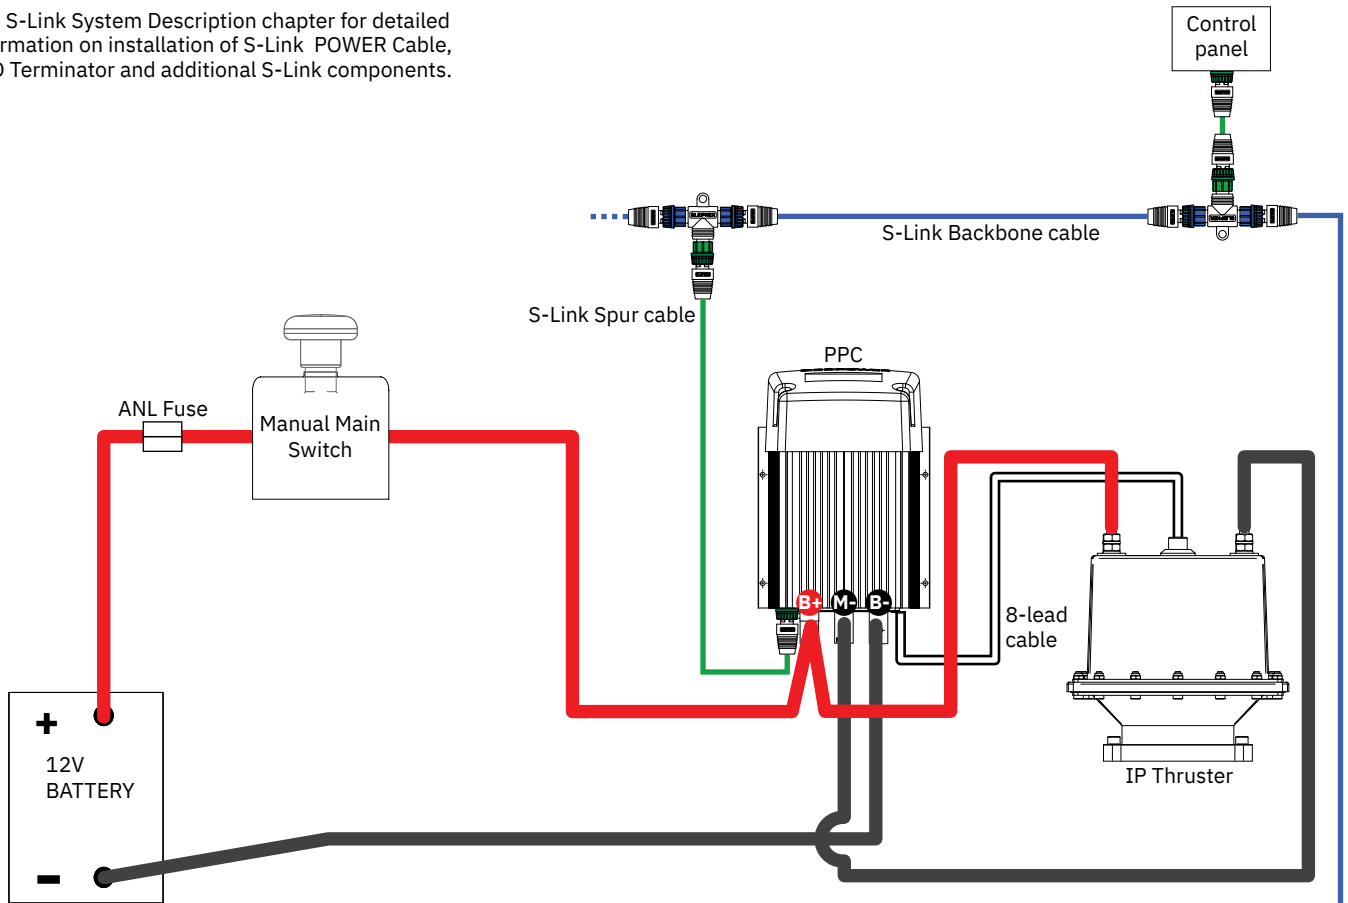 S-Link System Description chapter for detailed
rmation on installation of S-Link POWER Cable,
Terminator and additional S-Link components.
Control
panel
S-Link Backbone cable
S-Link Spur cable
PPC
ANL Fuse
Manual Main
Switch
B+
M-
B-
8-lead
cable
+
12V
BATTERY
-
IP Thruster